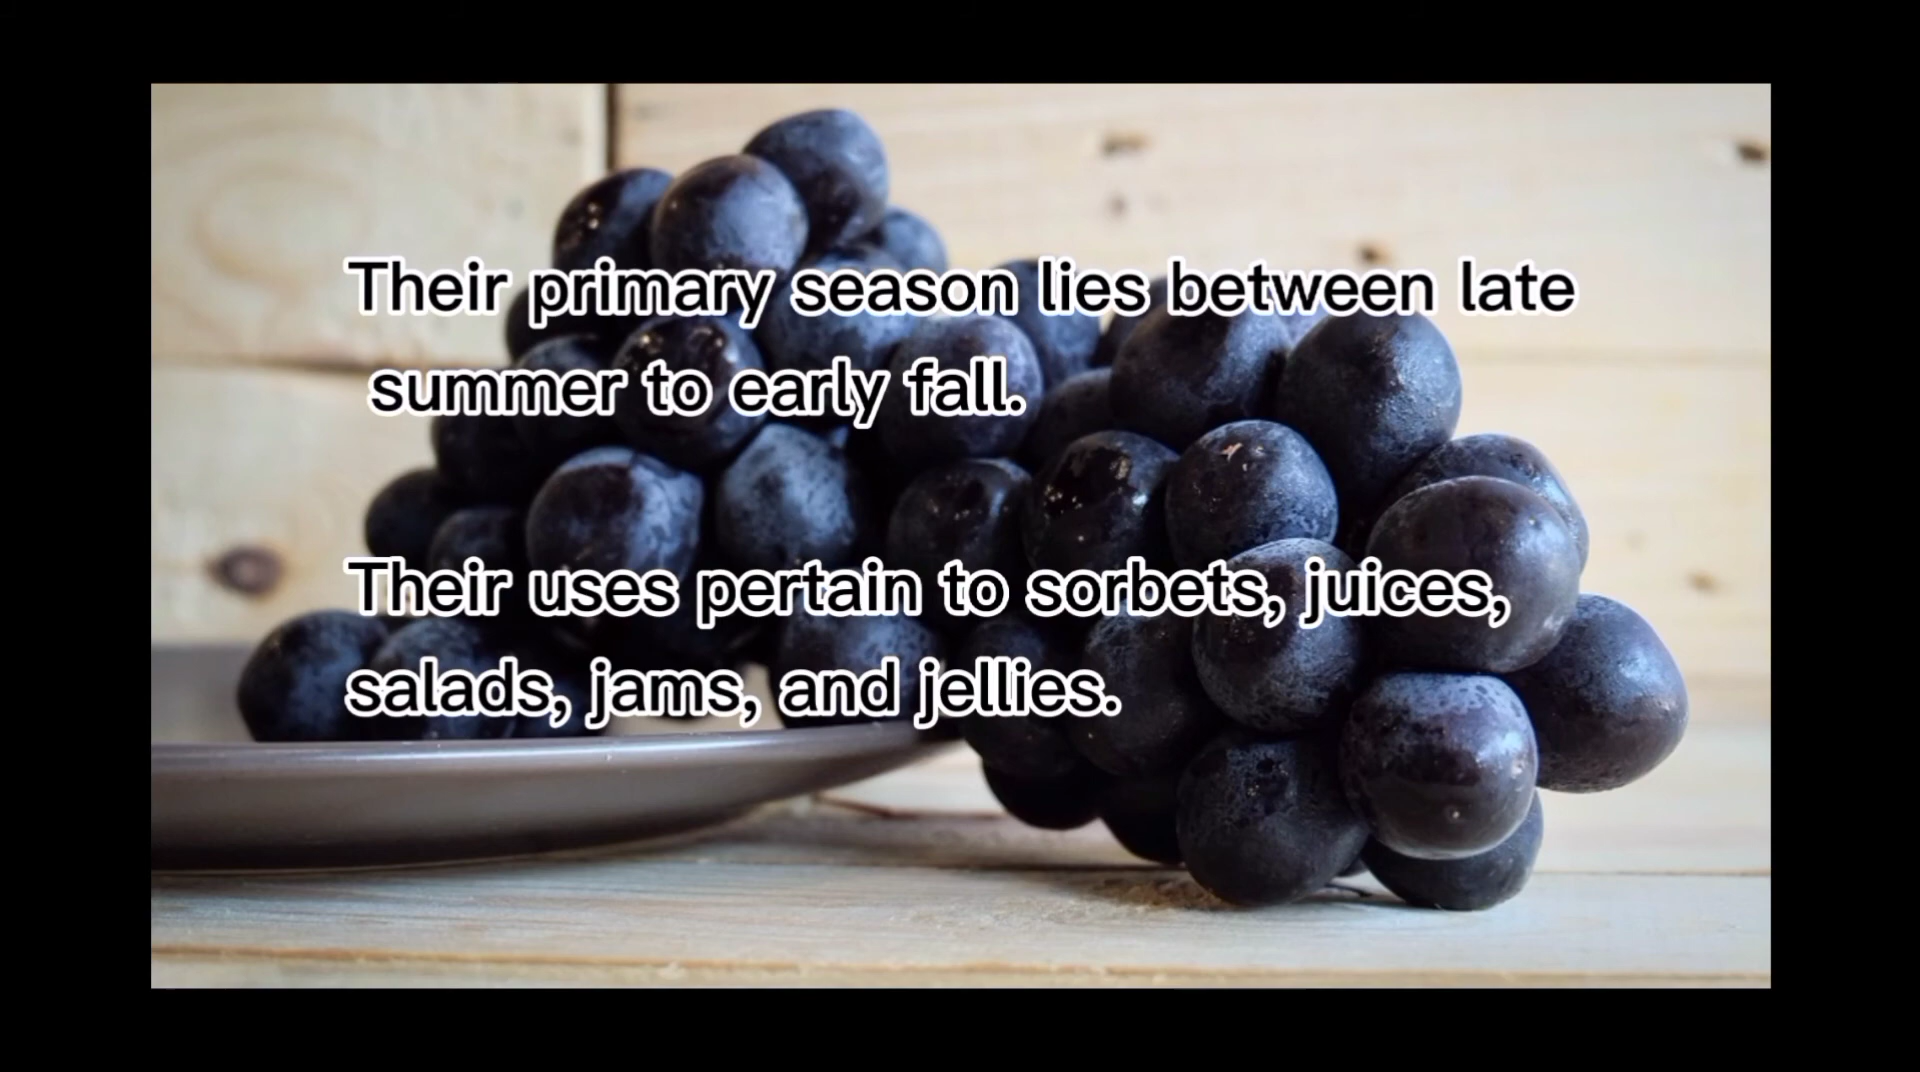 Their primary season lies between late
summer to early fall.
Their uses pertain to sorbets, juices,
salads, jams, and jellies.